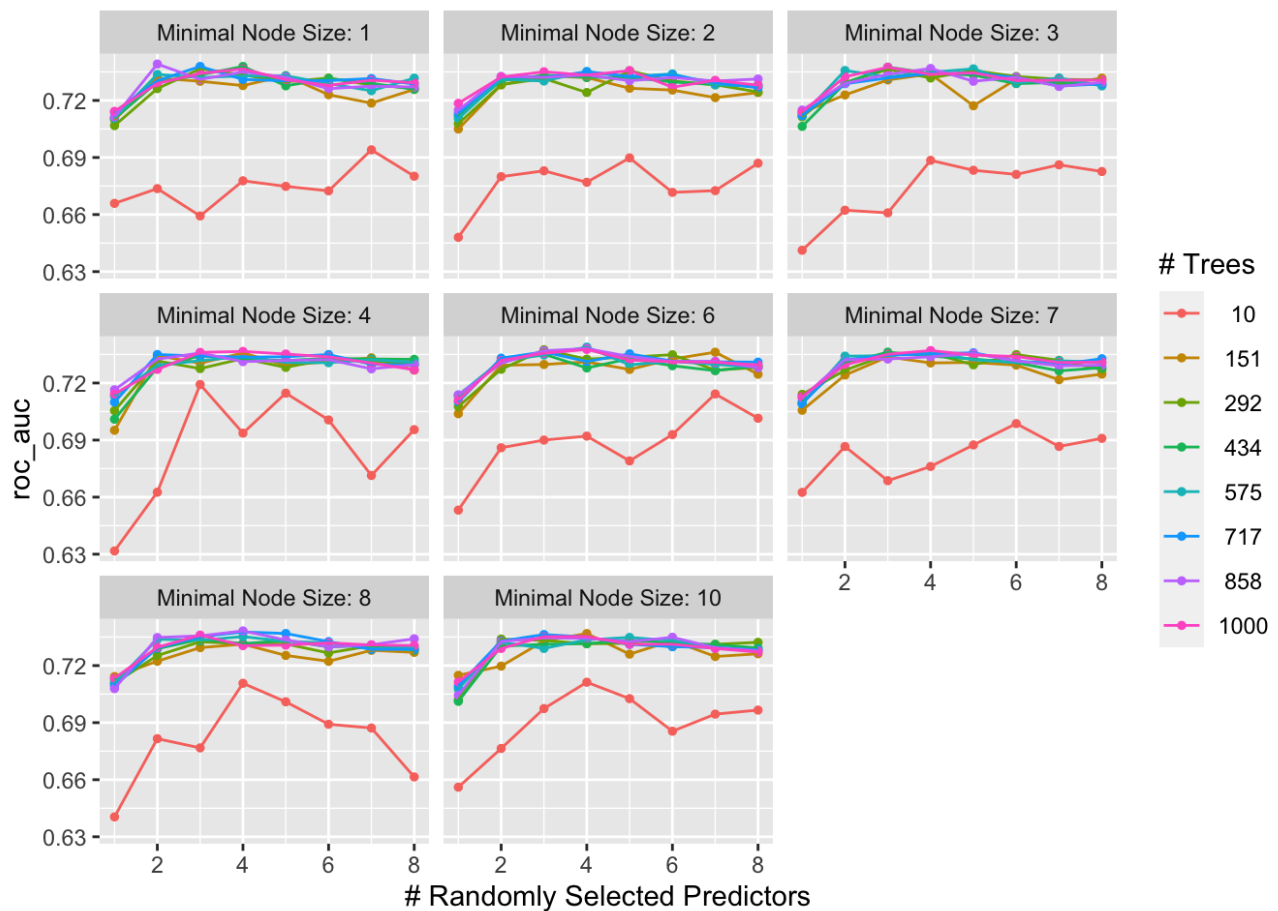 Minimal Node Size: 1
Minimal Node Size: 2
Minimal Node Size: 3
0.72
0.69
0.66
0.63
Minimal Node Size: 4
Minimal Node Size: 6
Minimal Node Size: 7
0.72
0.69
0.66
0.63
2 4 6 8
Minimal Node Size: 8
Minimal Node Size: 10
0.72
0.69
0.66
0.63
2 4 6 8
2 4 6 8
# Randomly Selected Predictors
roc_auc
# Trees
10
151
292
434
575
717
858
1000